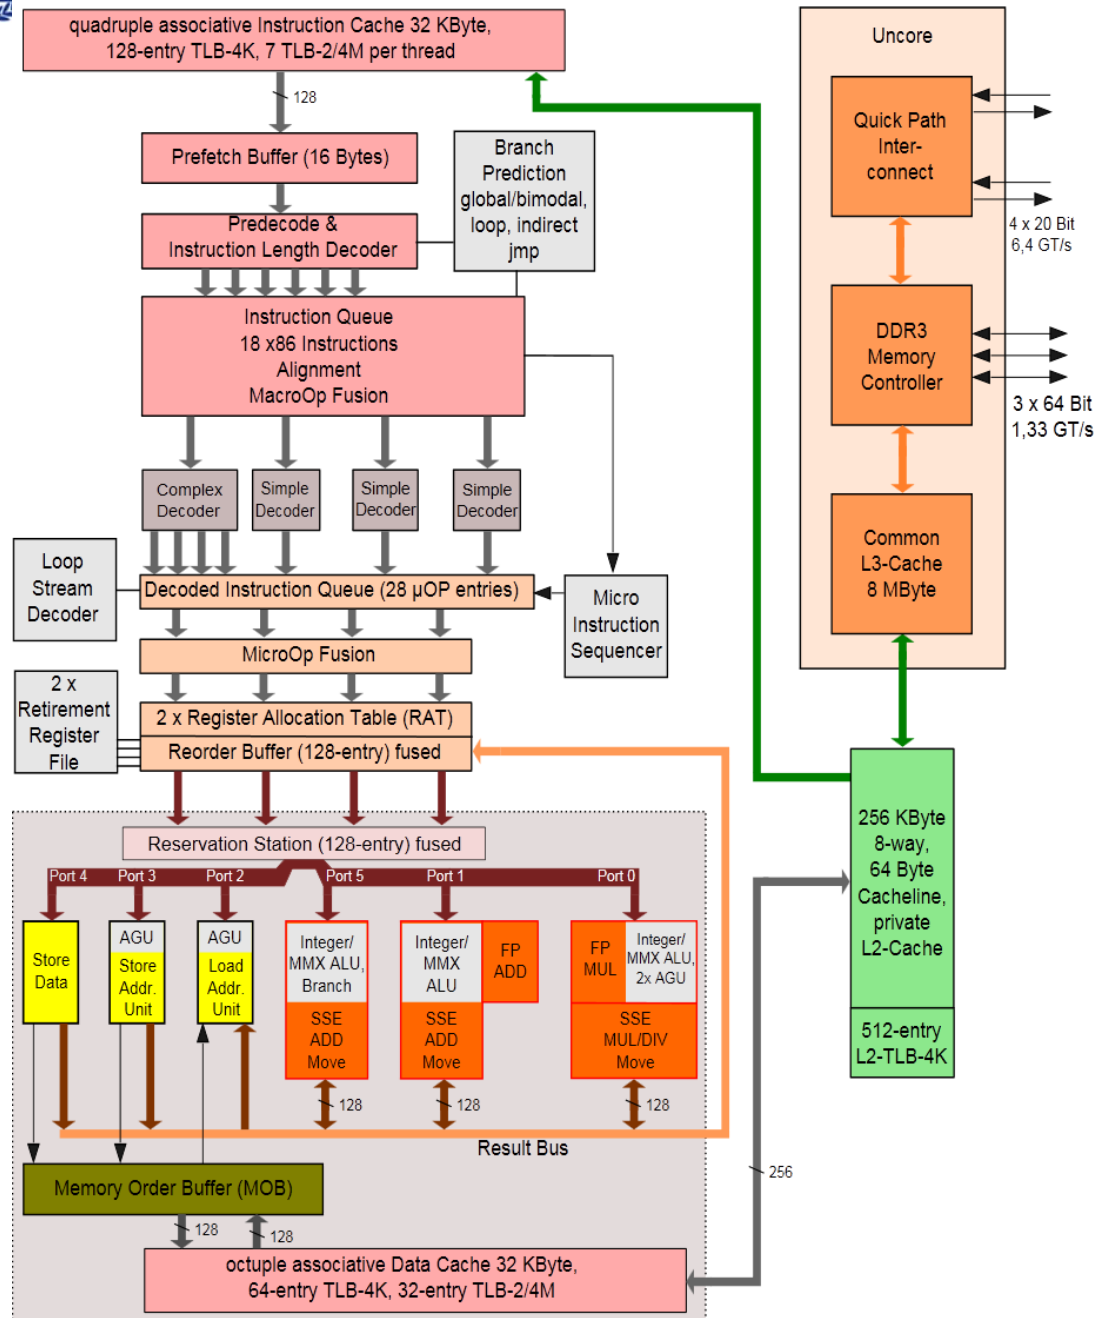 quadruple associative Instruction Cache 32 KByte,
128-entry TLB-4K, 7 TLB-2/4M per thread
128
Prefetch Buffer (16 Bytes)
Predecode &
Instruction Length Decoder
Branch
Prediction
global/bimodal,
loop, indirect
jmp
Instruction Queue
18 x86 Instructions
Alignment
MacroOp Fusion
Complex
Decoder
Simple
Decoder
Simple
Decoder
Simple
Decoder
Loop
Stream
Decoder
Decoded Instruction Queue (28 µOP entries)
Micro
Instruction
Sequencer
MicroOp Fusion
2 x
Retirement
Register
File
2 x Register Allocation Table (RAT)
Reorder Buffer (128-entry) fused
Reservation Station (128-entry) fused
Port 4
Port 3
Port 2
Port 5
Port 1
Port 0
Store
Data
AGU
Store
Addr.
Unit
AGU
Load
Addr.
Unit
Integer/
MMX ALU,
Branch
SSE
ADD
Move
Integer/
MMX
ALU
FP
ADD
SSE
ADD
Move
FP
MUL
Integer/
MMX ALU,
2x AGU
SSE
MUL/DIV
Move
128
128
128
Result Bus
Memory Order Buffer (MOB)
128
128
octuple associative Data Cache 32 KByte,
64-entry TLB-4K, 32-entry TLB-2/4M
256
Uncore
Quick Path
Inter-
connect
4 x 20 Bit
6,4 GT/s
DDR3
Memory
Controller
3 x 64 Bit
1,33 GT/s
Common
L3-Cache
8 MByte
256 KByte
8-way,
64 Byte
Cacheline,
private
L2-Cache
512-entry
L2-TLB-4K